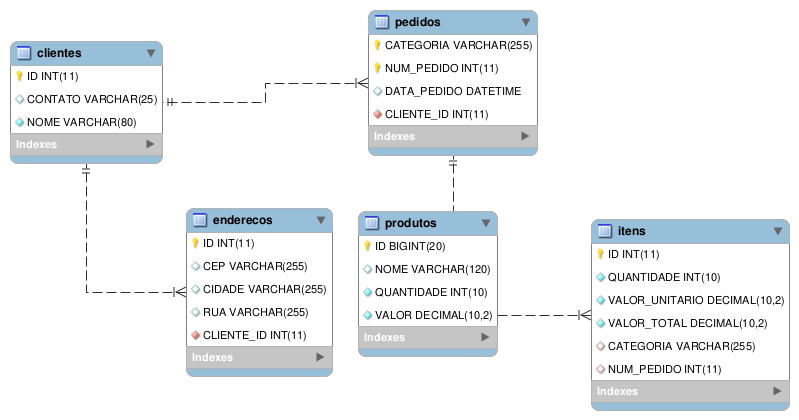 clientes
ID INT(11)
CONTATO VARCHAR(25)
NOME VARCHAR(80)
Indexes
pedidos
CATEGORIA VARCHAR(255)
NUM_PEDIDO INT(11)
DATA_PEDIDO DATETIME
CLIENTE_ID INT(11)
Indexes
enderecos
ID INT(11)
CEP VARCHAR(255)
CIDADE VARCHAR(255)
RUA VARCHAR(255)
CLIENTE_ID INT(11)
Indexes
produtos
ID BIGINT(20)
NOME VARCHAR(120)
QUANTIDADE INT(10)
VALOR DECIMAL(10,2)
Indexes
itens
ID INT(11)
QUANTIDADE INT(10)
VALOR_UNITARIO DECIMAL(10,2)
VALOR_TOTAL DECIMAL(10,2)
CATEGORIA VARCHAR(255)
NUM_PEDIDO INT(11)
Indexes